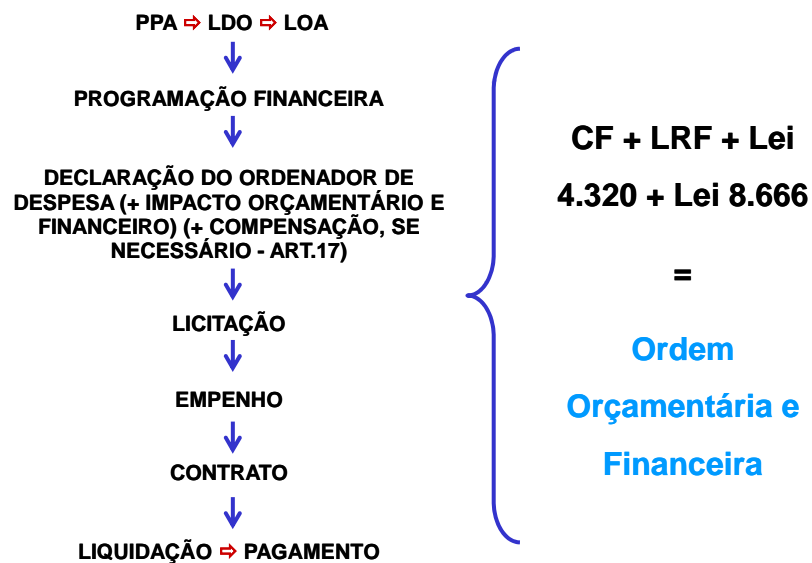 PPA ⇨ LDO ⇨ LOA
PROGRAMAÇÃO FINANCEIRA
DECLARAÇÃO DO ORDENADOR DE
DESPESA (+ IMPACTO ORÇAMENTÁRIO E
FINANCEIRO) (+ COMPENSAÇÃO, SE
NECESSÁRIO - ART.17)
LICITAÇÃO
EMPENHO
CONTRATO
LIQUIDAÇÃO ⇨ PAGAMENTO
CF + LRF + Lei
4.320 + Lei 8.666
=
Ordem
Orçamentária e
Financeira